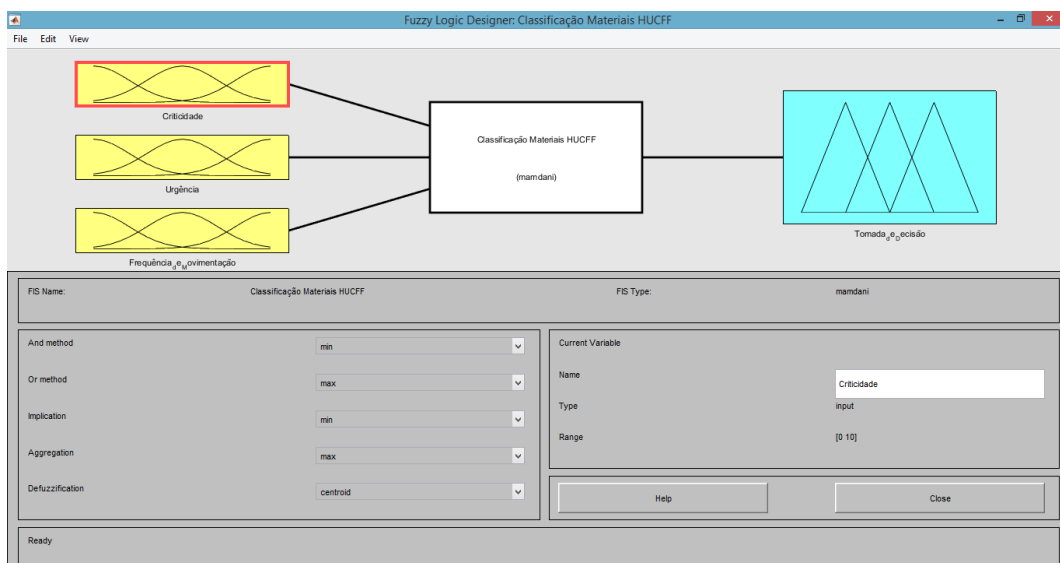 Fuzzy Logic Designer: Classificação Materiais HUCFF
File Edit View
Criticidade
Urgência
Frequência_de_Movimentação
Classificação Materiais HUCFF
(mamdani)
Tomada_de_Decisão
FIS Name: Classificação Materiais HUCFF FIS Type: mamdani
And method min
Or method max
Implication min
Aggregation max
Defuzzification centroid
Current Variable
Name Criticidade
Type input
Range [0 10]
Help Close
Ready